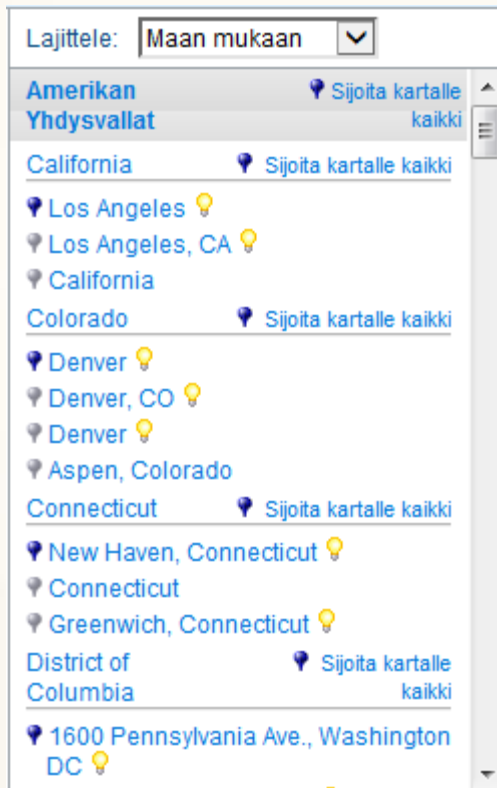 Lajittele: Maan mukaan
Amerikan Yhdysvallat
Sijoita kartalle kaikki
California Sijoita kartalle kaikki
Los Angeles
Los Angeles, CA
California
Colorado Sijoita kartalle kaikki
Denver
Denver, CO
Denver
Aspen, Colorado
Connecticut Sijoita kartalle kaikki
New Haven, Connecticut
Connecticut
Greenwich, Connecticut
District of Columbia
Sijoita kartalle kaikki
1600 Pennsylvania Ave., Washington
DC